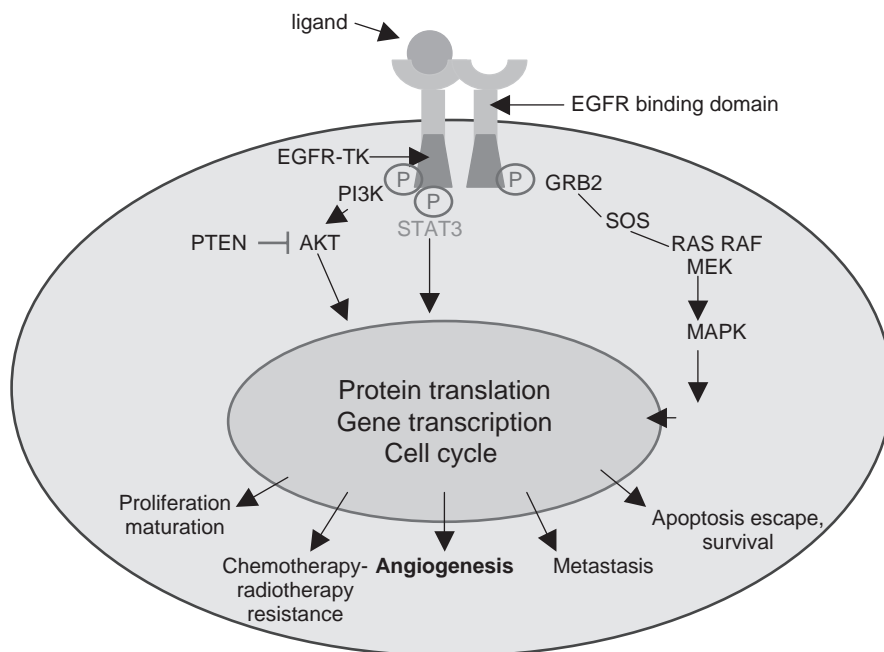 ligand
EGFR binding domain
EGFR-TK
P
P
P
PI3K
GRB2
STAT3
SOS
PTEN
AKT
RAS RAF
MEK
MAPK
Protein translation
Gene transcription
Cell cycle
Proliferation
maturation
Apoptosis escape,
survival
Chemotherapy-
radiotherapy
resistance
Angiogenesis
Metastasis